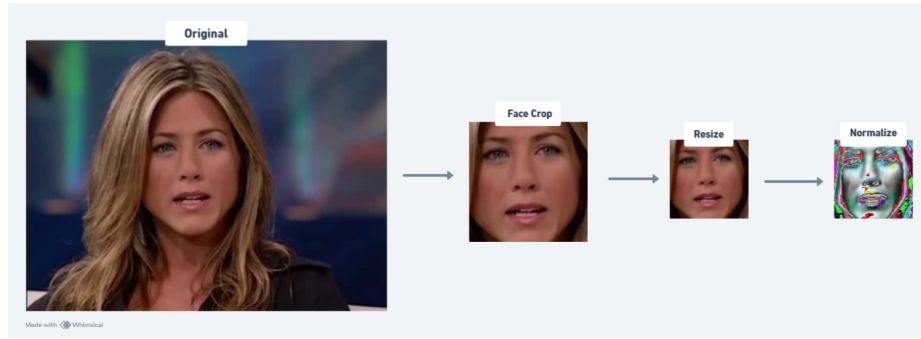 Original
Face Crop
Resize
Normalize
Made with Whimsical